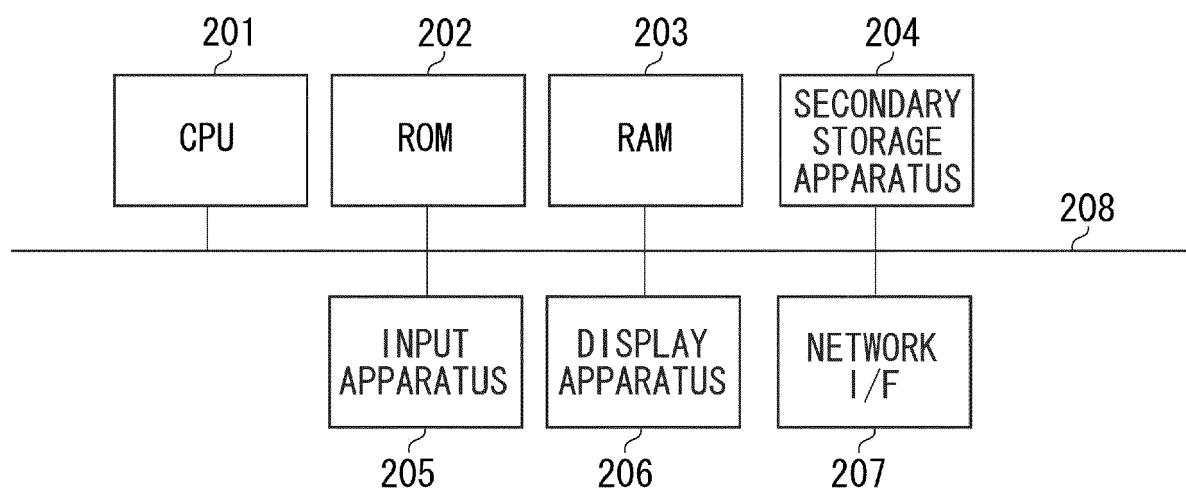 201
202
203
204
CPU
ROM
RAM
SECONDARY
STORAGE
APPARATUS
208
INPUT
APPARATUS
DISPLAY
APPARATUS
NETWORK
I/F
205
206
207